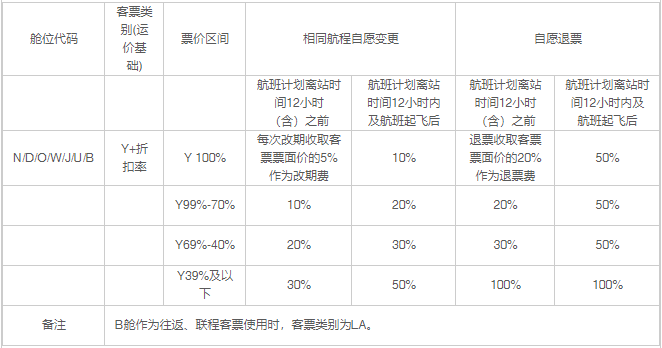 舱位代码
客票类
别(运
价基
础)
票价区间
相同航程自愿变更
自愿退票
航班计划离站时
间12小时
（含）之前
航班计划离站
时间12小时内
及航班起飞后
航班计划离站时
间12小时
（含）之前
航班计划离站时
间12小时内及
航班起飞后
N/D/O/W/J/U/B
Y+折
扣率
Y 100%
每次改期收取客
票票面价的5%
作为改期费
10%
退票收取客票
票面价的20%
作为退票费
50%
Y99%-70%
10%
20%
20%
50%
Y69%-40%
20%
30%
30%
50%
Y39%及以
下
30%
50%
100%
100%
备注
B舱作为往返、联程客票使用时，客票类别为LA。